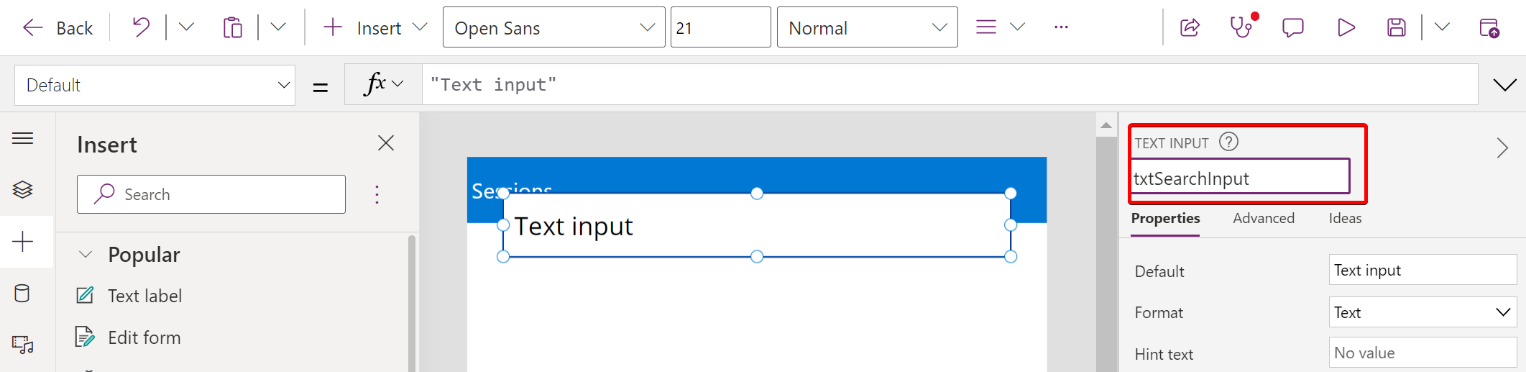 Back
Insert
Open Sans
21
Normal
Default
=
fx
"Text input"
Insert
Search
Popular
Text label
Edit form
Sessions
Text input
TEXT INPUT ?
txtSearchInput
Properties Advanced Ideas
Default Text input
Format Text
Hint text No value